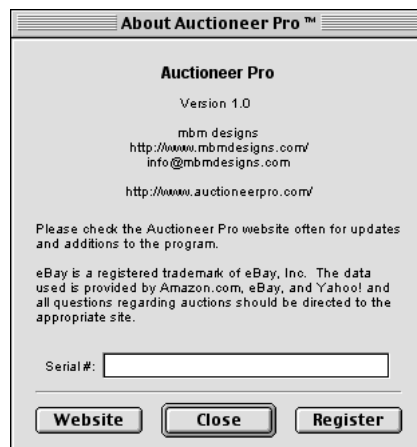 About Auctioneer Pro ™
Auctioneer Pro
Version 1.0
mbm designs
http://www.mbmdesigns.com/
info@mbmdesigns.com
http://www.auctioneerpro.com/
Please check the Auctioneer Pro website often for updates
and additions to the program.
eBay is a registered trademark of eBay, Inc.  The data
used is provided by Amazon.com, eBay, and Yahoo! and
all questions regarding auctions should be directed to the
appropriate site.
Serial #:
Website Close Register